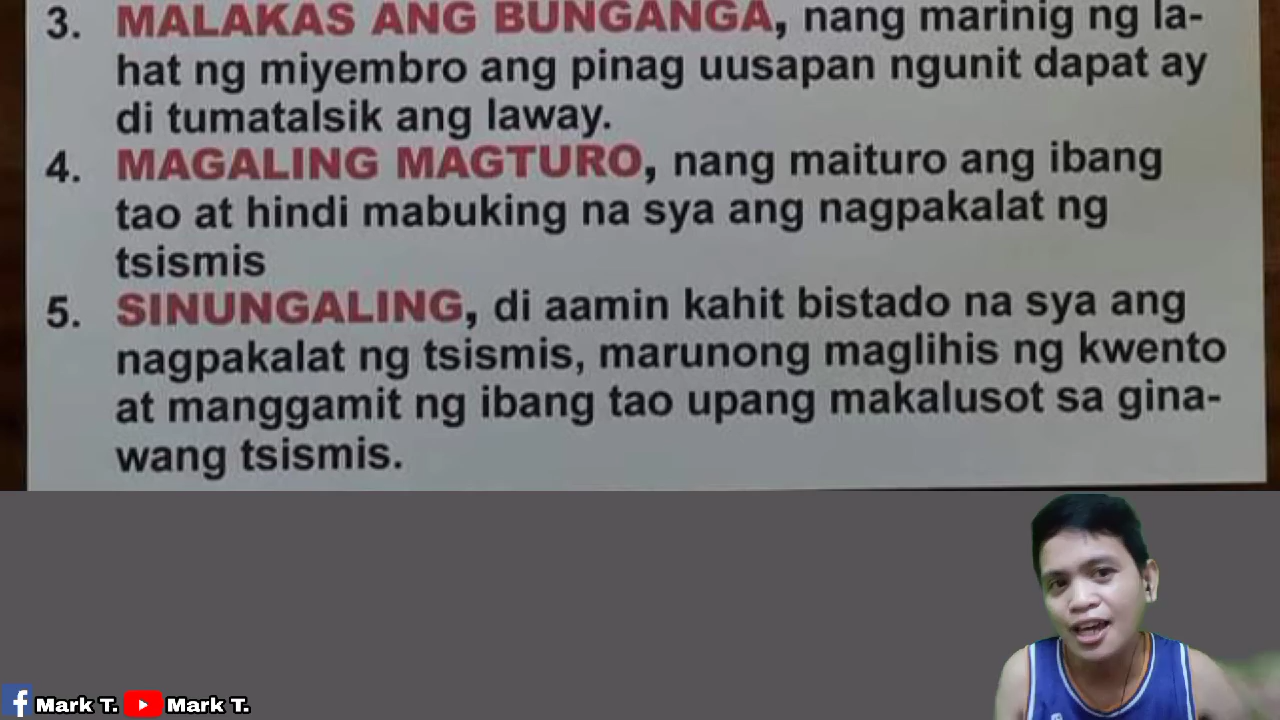 3. MALAKAS ANG BUNGANGA, nang marinig ng la-
hat ng miyembro ang pinag uusapan ngunit dapat ay
di tumatalsik ang laway.
4. MAGALING MAGTURO, nang maituro ang ibang
tao at hindi mabuking na sya ang nagpakalat ng
tsismis
5. SINUNGALING, di aamin kahit bistado na sya ang
nagpakalat ng tsismis, marunong maglihis ng kwento
at manggamit ng ibang tao upang makalusot sa gina-
wang tsismis.
Mark T. Mark T.